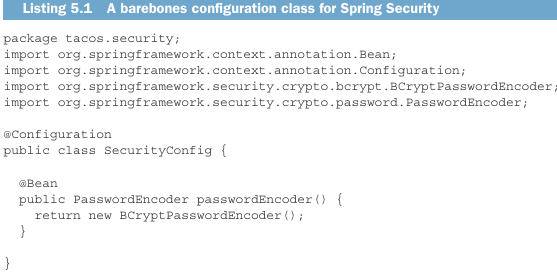 Listing 5.1 A barebones configuration class for Spring Security
package tacos.security;
import org.springframework.context.annotation.Bean;
import org.springframework.context.annotation.Configuration;
import org.springframework.security.crypto.bcrypt.BCryptPasswordEncoder;
import org.springframework.security.crypto.password.PasswordEncoder;
@Configuration
public class SecurityConfig {
@Bean
public PasswordEncoder passwordEncoder() {
return new BCryptPasswordEncoder();
}
}